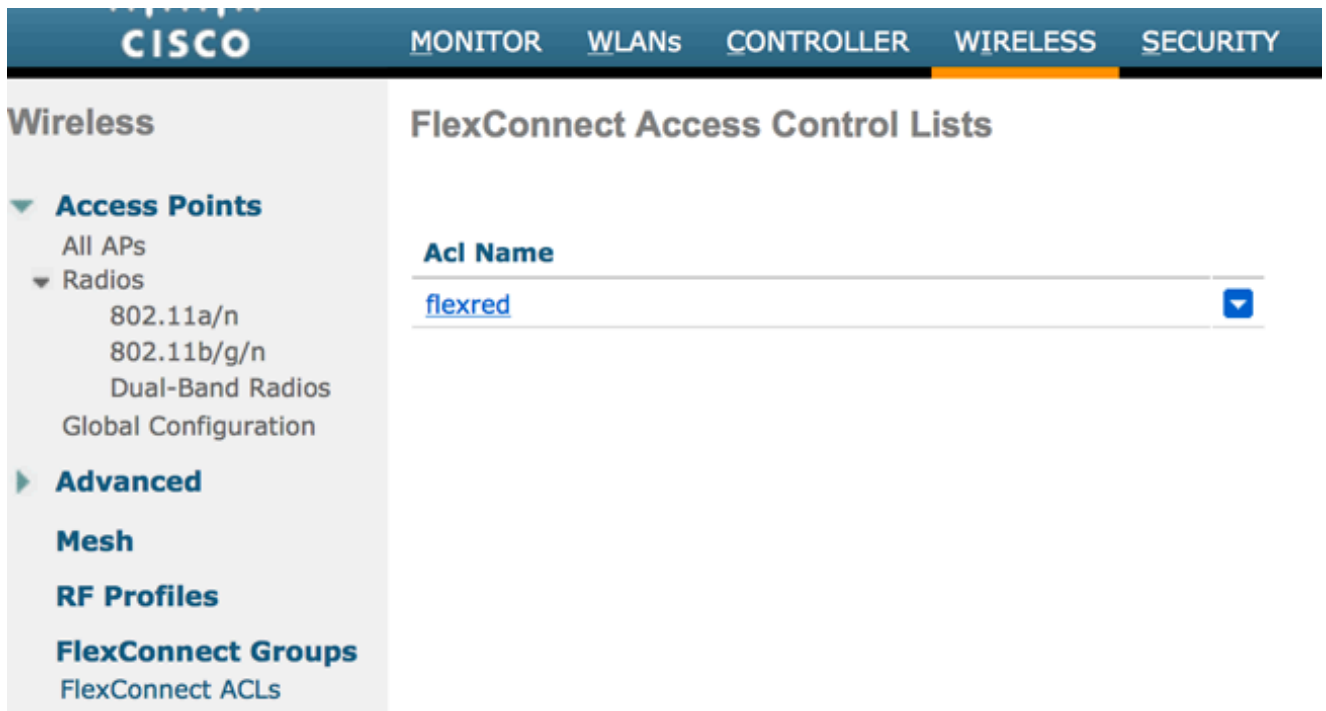 CISCO
MONITOR WLANs CONTROLLER WIRELESS SECURITY
Wireless
Access Points
All APs
Radios
802.11a/n
802.11b/g/n
Dual-Band Radios
Global Configuration
Advanced
Mesh
RF Profiles
FlexConnect Groups
FlexConnect ACLs
FlexConnect Access Control Lists
Acl Name
flexred